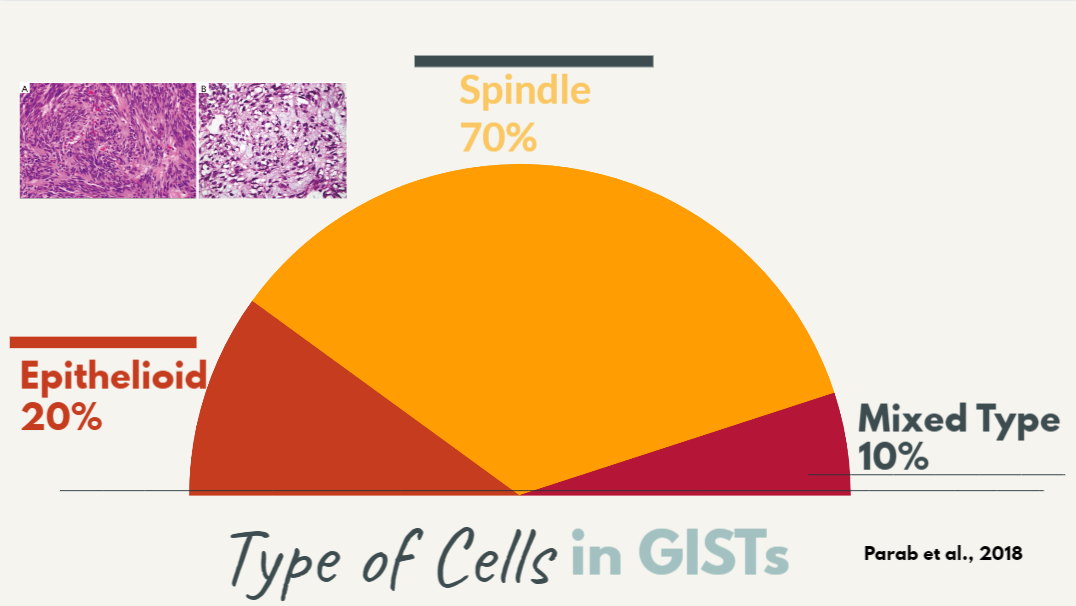 A
B
Spindle
70%
Epithelioid
20%
Mixed Type
10%
Type of Cells in GISTs
Parab et al., 2018